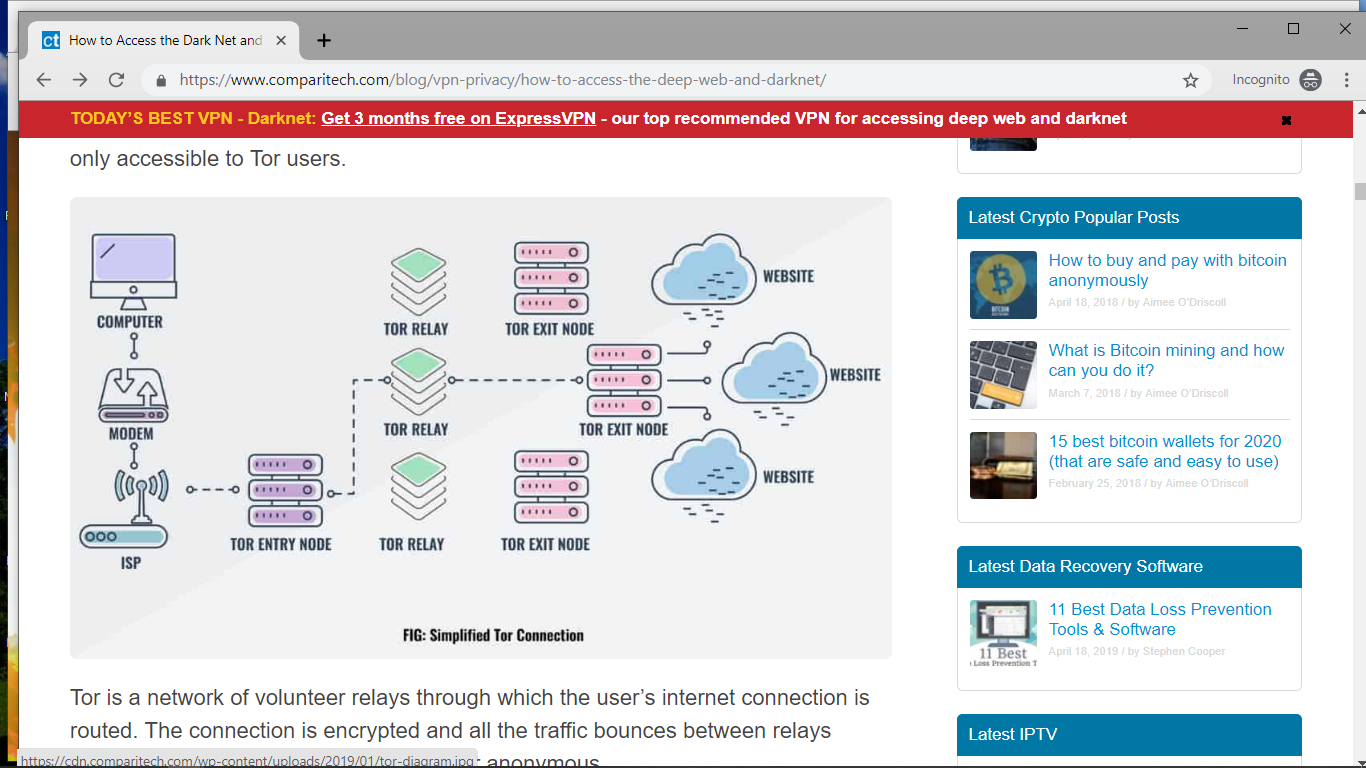 How to Access the Dark Net and
https://www.comparitech.com/blog/vpn-privacy/how-to-access-the-deep-web-and-darknet/
Incognito
TODAY'S BEST VPN - Darknet: Get 3 months free on ExpressVPN - our top recommended VPN for accessing deep web and darknet
only accessible to Tor users.
COMPUTER
MODEM
ISP
TOR ENTRY NODE
TOR RELAY
TOR EXIT NODE
WEBSITE
TOR RELAY
TOR EXIT NODE
WEBSITE
TOR RELAY
TOR EXIT NODE
WEBSITE
FIG: Simplified Tor Connection
Tor is a network of volunteer relays through which the user's internet connection is
routed. The connection is encrypted and all the traffic bounces between relays
anonymous
https://cdn.comparitech.com/wp-content/uploads/2019/01/tor-diagram.jpg
Latest Crypto Popular Posts
How to buy and pay with bitcoin
anonymously
April 18, 2018 / by Aimee O'Driscoll
What is Bitcoin mining and how
can you do it?
March 7, 2018 / by Aimee O'Driscoll
15 best bitcoin wallets for 2020
(that are safe and easy to use)
February 25, 2018 / by Aimee O'Driscoll
Latest Data Recovery Software
11 Best Data Loss Prevention
Tools & Software
April 18, 2019 / by Stephen Cooper
11 Best
Loss Prevention T
Latest IPTV